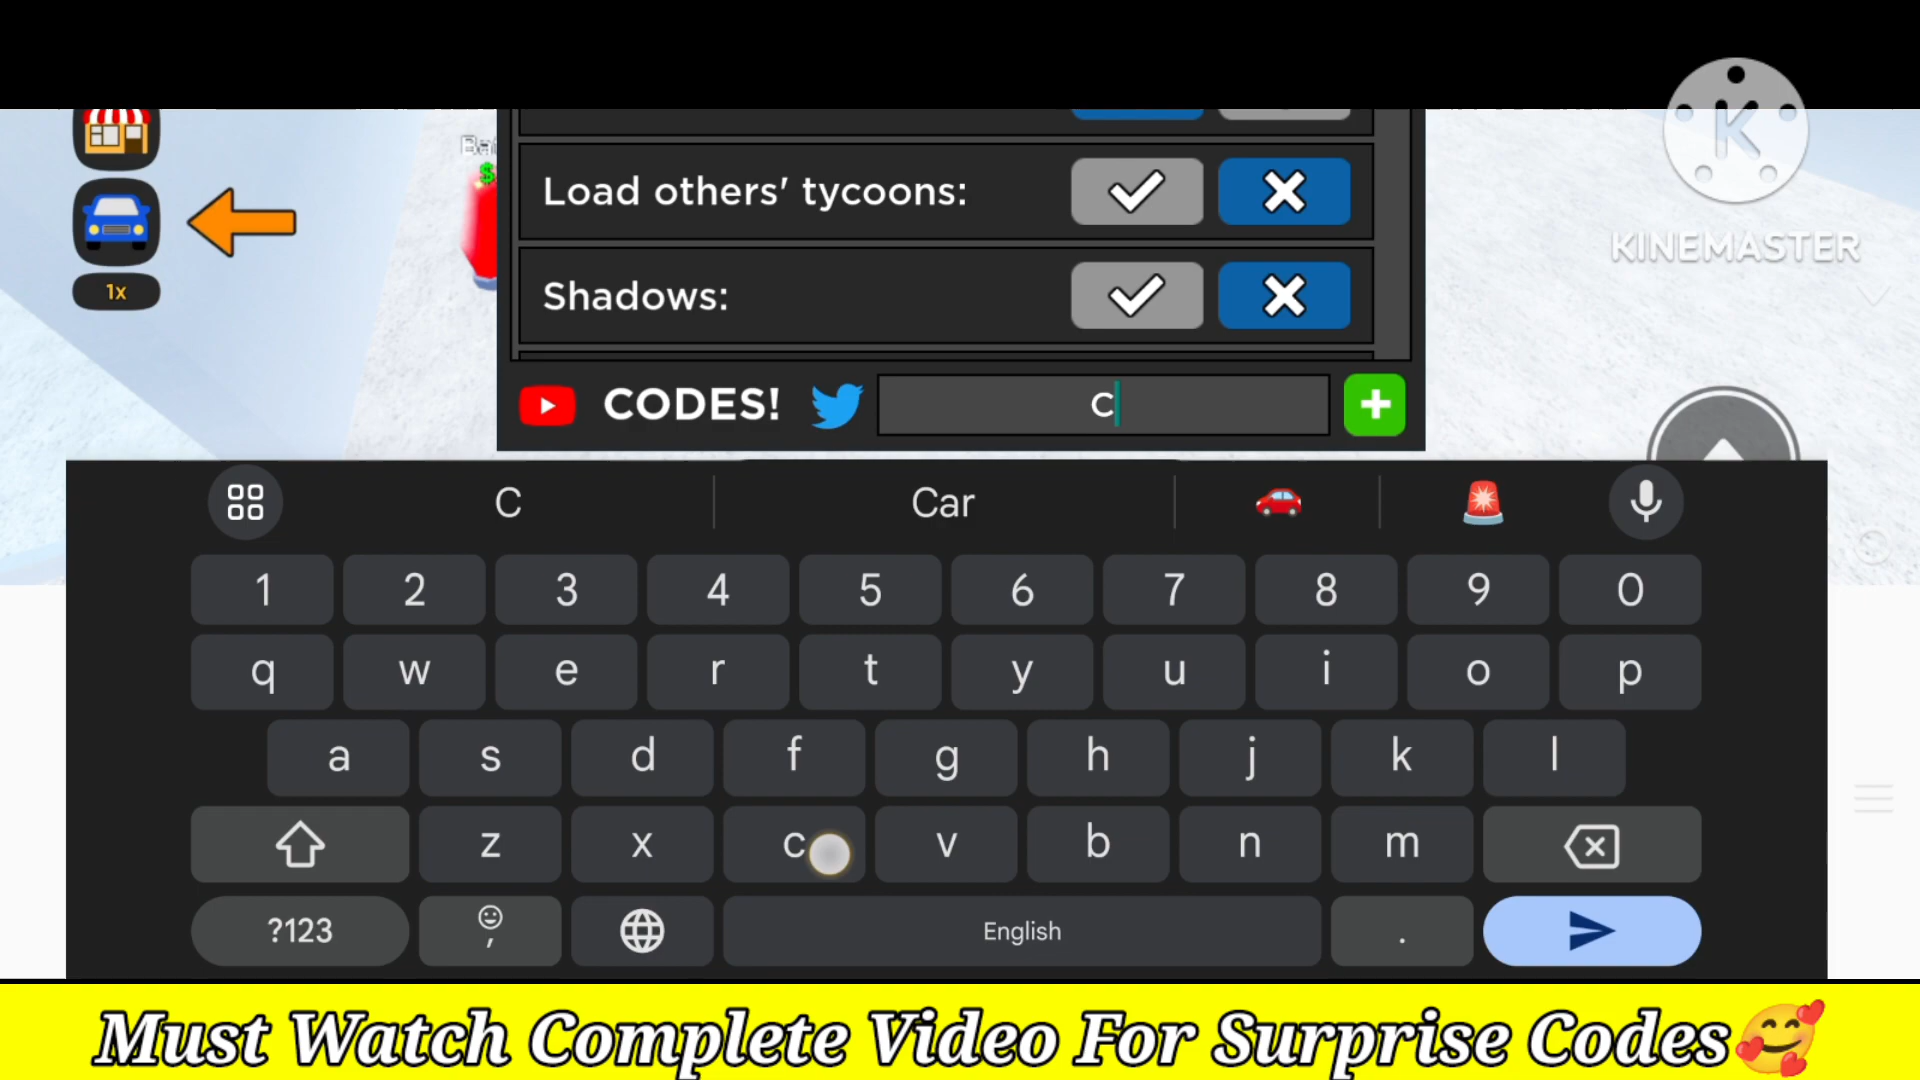 K
KINEMASTER
1x
$
Load others' tycoons:
Shadows:
CODES!
c
C
Car
1 2 3 4 5 6 7 8 9 0
q w e r t y u i o p
a s d f g h j k l
z x c v b n m
?123
,
English
.
Must Watch Complete Video For Surprise Codes🥰